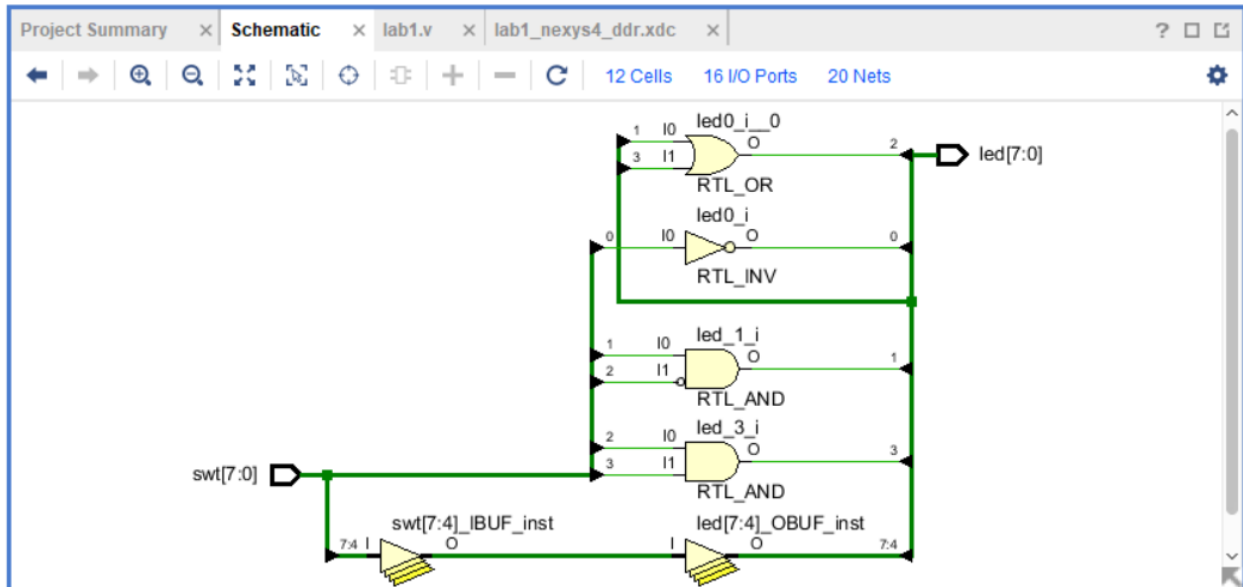 Project Summary × Schematic × lab1.v × lab1_nexys4_ddr.xdc × ?
12 Cells 16 I/O Ports 20 Nets
led0_i__0
1 I0 O 2 led[7:0]
3 I1
RTL_OR
led0_i
0 I0 O 0
RTL_INV
led_1_i
1 I0 O 1
2 I1
RTL_AND
led_3_i
2 I0 O 3
3 I1
swt[7:0]
RTL_AND
swt[7:4]_IBUF_inst led[7:4]_OBUF_inst
7:4 I O I O 7:4